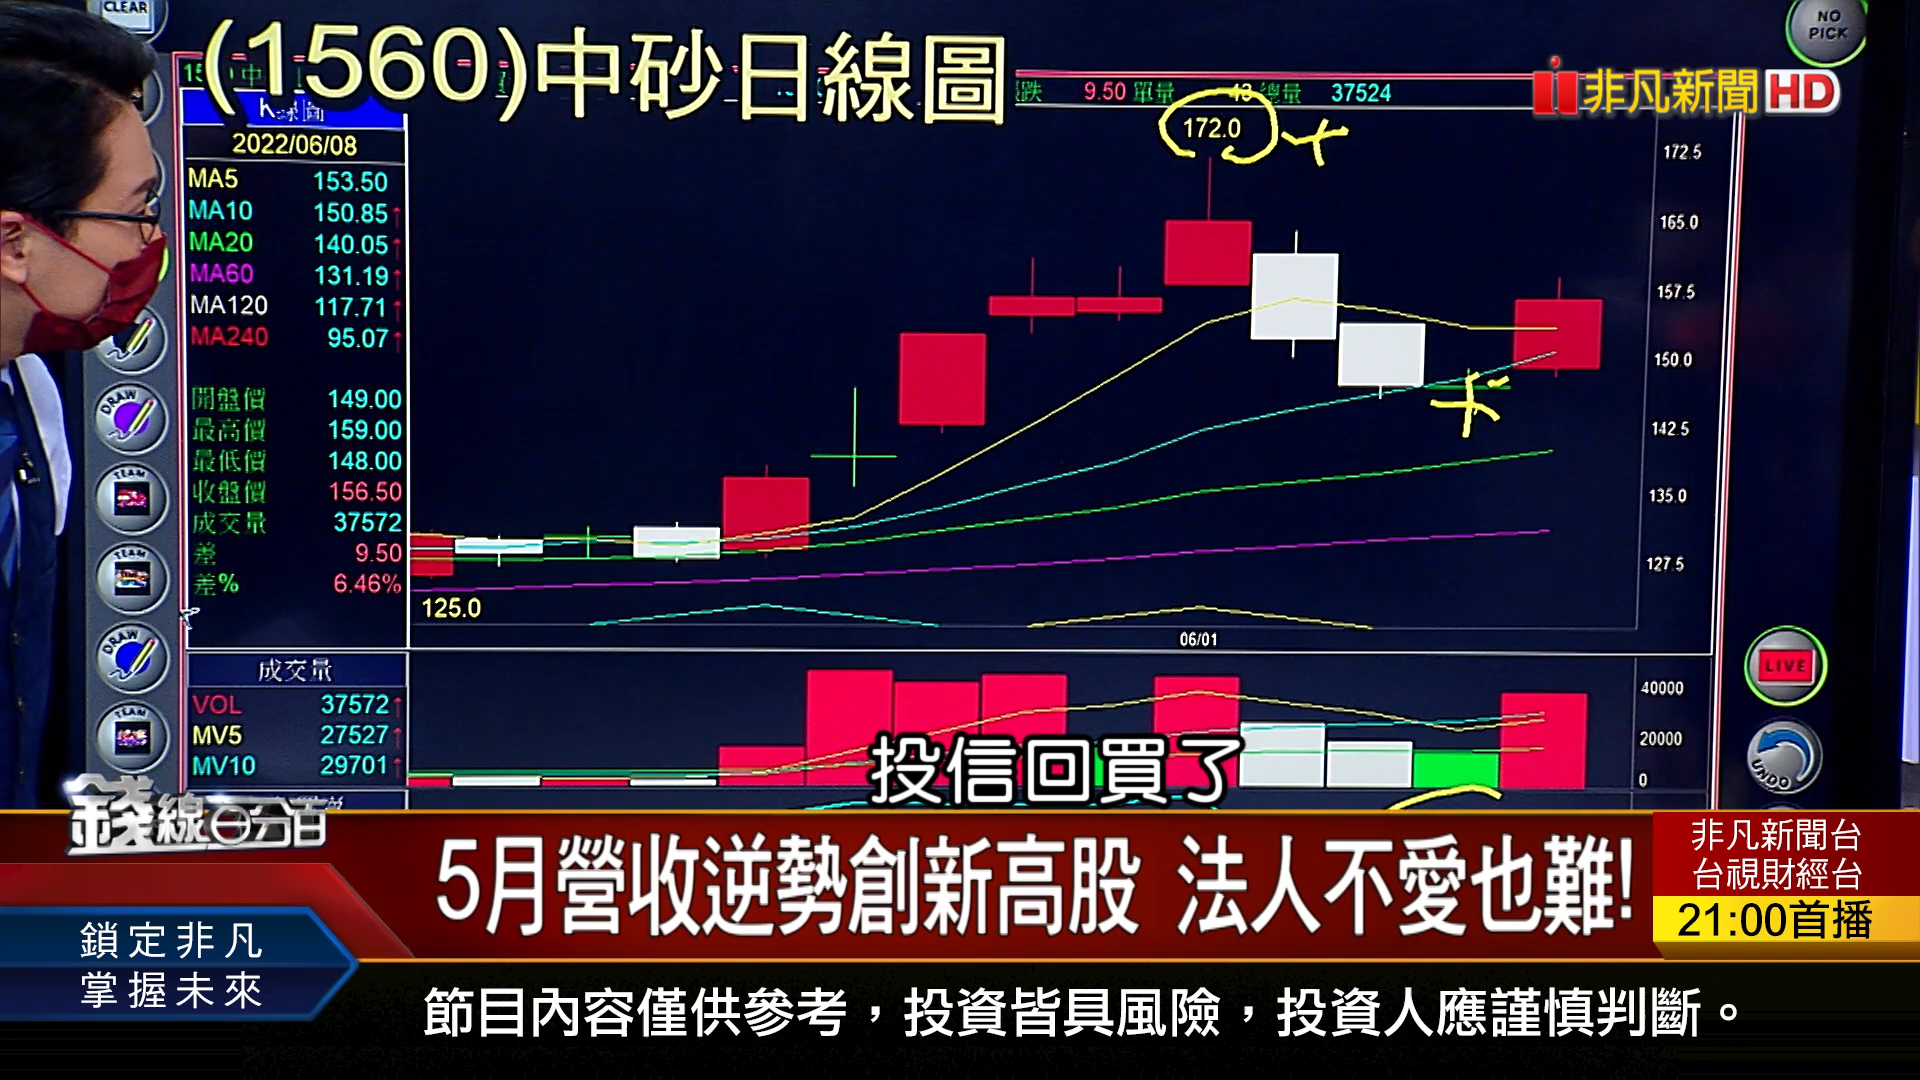 CLEAR
NO
PICK
(1560)中砂日線圖
9.50 單量 43 總量 37524
非凡新聞HD
2022/06/08
172.0
MA5 153.50
MA10 150.85↑
MA20 140.05↑
MA60 131.19↑
MA120 117.71↑
MA240 95.07↑
開盤價 149.00
最高價 159.00
最低價 148.00
收盤價 156.50
成交量 37572
差 9.50
差% 6.46%
172.5
165.0
157.5
150.0
142.5
135.0
127.5
125.0
06/01
DRAW
TEAM
TEAM
DRAW
TEAM
成交量
VOL 37572↑
MV5 27527↑
MV10 29701↑
40000
20000
0
LIVE
UNDO
投信回買了
錢線百分百
5月營收逆勢創新高股 法人不愛也難!
非凡新聞台
台視財經台
21:00首播
鎖定非凡
掌握未來
節目內容僅供參考，投資皆具風險，投資人應謹慎判斷。